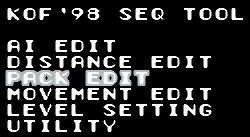 KOF'98 SEQ TOOL
AI EDIT
DISTANCE EDIT
PACK EDIT
MOVEMENT EDIT
LEVEL SETTING
UTILITY